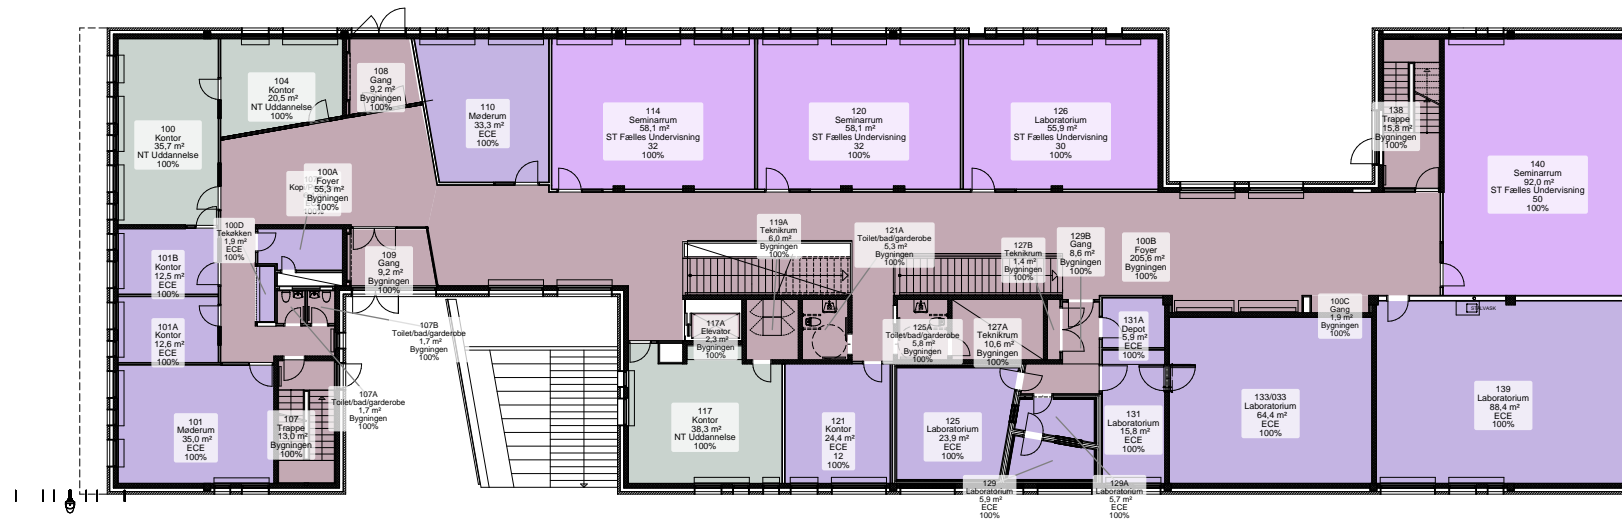 100
Kontor
35,7 m²
NT Uddannelse
100%
104
Kontor
20,5 m²
NT Uddannelse
100%
108
Gang
9,2 m²
Bygningen
100%
110
Møderum
33,3 m²
ECE
100%
114
Seminarrum
58,1 m²
ST Fælles Undervisning
32
100%
120
Seminarrum
58,1 m²
ST Fælles Undervisning
32
100%
126
Laboratorium
55,9 m²
ST Fælles Undervisning
30
100%
138
Trappe
15,8 m²
Bygningen
100%
140
Seminarrum
92,0 m²
ST Fælles Undervisning
50
100%
100A
Foyer
55,3 m²
Bygningen
100%
100D
Tekøkken
1,9 m²
ECE
100%
101B
Kontor
12,5 m²
ECE
100%
101A
Kontor
12,6 m²
ECE
100%
101
Møderum
35,0 m²
ECE
100%
107
Trappe
13,0 m²
Bygningen
100%
109
Gang
9,2 m²
Bygningen
100%
107B
Toilet/bad/garderobe
1,7 m²
Bygningen
100%
107A
Toilet/bad/garderobe
1,7 m²
Bygningen
100%
119A
Teknikrum
6,0 m²
Bygningen
100%
121A
Toilet/bad/garderobe
5,3 m²
Bygningen
100%
127B
Teknikrum
1,4 m²
Bygningen
100%
129B
Gang
8,6 m²
Bygningen
100%
100B
Foyer
205,6 m²
Bygningen
100%
100C
Gang
1,9 m²
Bygningen
100%
117A
Elevator
2,3 m²
Bygningen
100%
125A
Toilet/bad/garderobe
5,8 m²
Bygningen
100%
127A
Teknikrum
10,6 m²
Bygningen
100%
131A
Depot
5,9 m²
ECE
100%
117
Kontor
38,3 m²
NT Uddannelse
100%
121
Kontor
24,4 m²
ECE
12
100%
125
Laboratorium
23,9 m²
ECE
100%
131
Laboratorium
15,8 m²
ECE
100%
133/033
Laboratorium
64,4 m²
ECE
100%
139
Laboratorium
88,4 m²
ECE
100%
129
Laboratorium
5,9 m²
ECE
100%
129A
Laboratorium
5,7 m²
ECE
100%